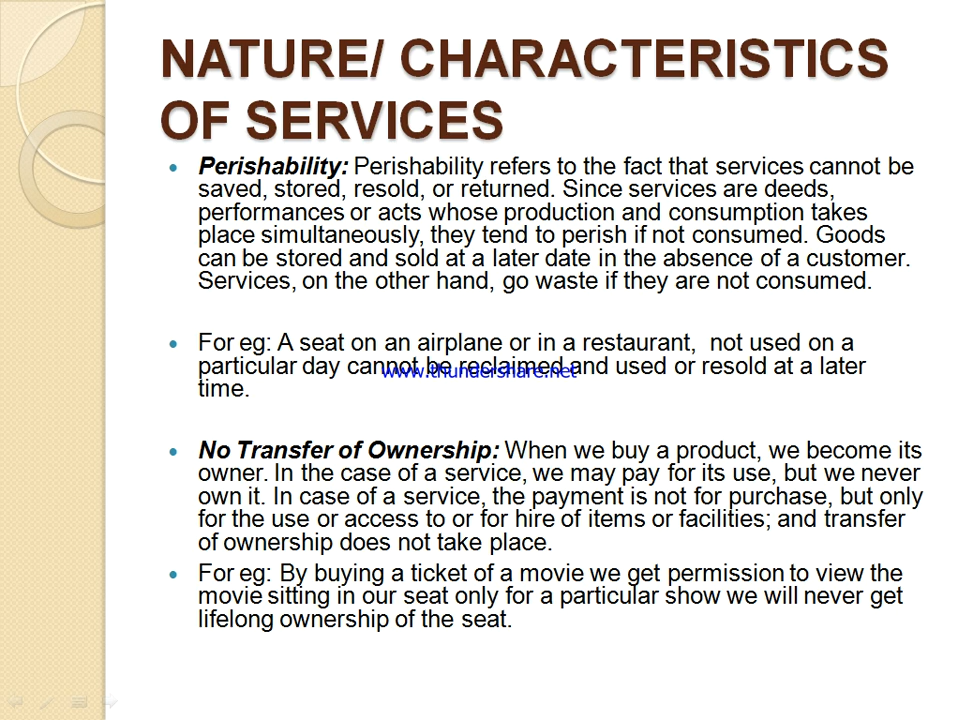 NATURE/ CHARACTERISTICS
OF SERVICES
• Perishability: Perishability refers to the fact that services cannot be
saved, stored, resold, or returned. Since services are deeds,
performances or acts whose production and consumption takes
place simultaneously, they tend to perish if not consumed. Goods
can be stored and sold at a later date in the absence of a customer.
Services, on the other hand, go waste if they are not consumed.
• For eg: A seat on an airplane or in a restaurant, not used on a
particular day cannot be reclaimed and used or resold at a later
www.thundershare.net
time.
• No Transfer of Ownership: When we buy a product, we become its
owner. In the case of a service, we may pay for its use, but we never
own it. In case of a service, the payment is not for purchase, but only
for the use or access to or for hire of items or facilities; and transfer
of ownership does not take place.
• For eg: By buying a ticket of a movie we get permission to view the
movie sitting in our seat only for a particular show we will never get
lifelong ownership of the seat.